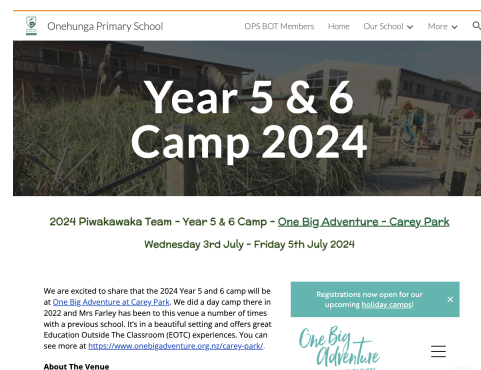 Onehunga Primary School OPS BOT Members Home Our School More
Year 5 & 6
Camp 2024
2024 Piwakawaka Team - Year 5 & 6 Camp - One Big Adventure - Carey Park
Wednesday 3rd July - Friday 5th July 2024
We are excited to share that the 2024 Year 5 and 6 camp will be
at One Big Adventure at Carey Park. We did a day camp there in
2022 and Mrs Farley has been to this venue a number of times
with a previous school. It's in a beautiful setting and offers great
Education Outside The Classroom (EOTC) experiences. You can
see more at https://www.onebigadventure.org.nz/carey-park/.
About The Venue
Registrations now open for our
upcoming holiday camps!
One Big
Adventure